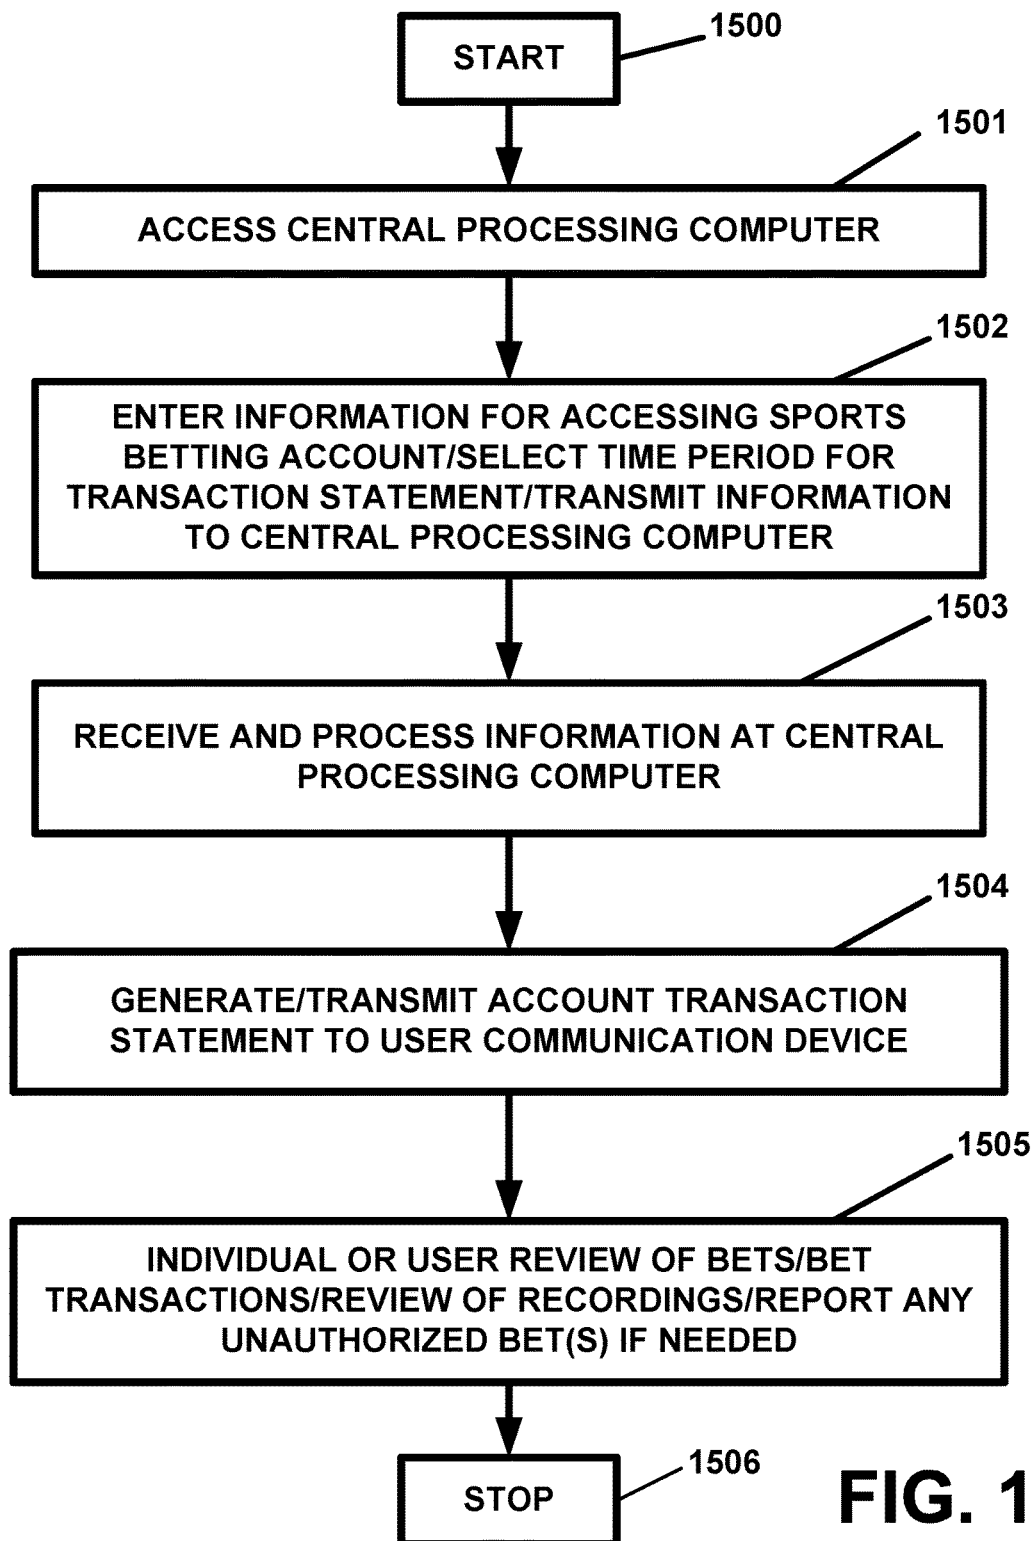 START
1500
1501
ACCESS CENTRAL PROCESSING COMPUTER
1502
ENTER INFORMATION FOR ACCESSING SPORTS
BETTING ACCOUNT/SELECT TIME PERIOD FOR
TRANSACTION STATEMENT/TRANSMIT INFORMATION
TO CENTRAL PROCESSING COMPUTER
1503
RECEIVE AND PROCESS INFORMATION AT CENTRAL
PROCESSING COMPUTER
1504
GENERATE/TRANSMIT ACCOUNT TRANSACTION
STATEMENT TO USER COMMUNICATION DEVICE
1505
INDIVIDUAL OR USER REVIEW OF BETS/BET
TRANSACTIONS/REVIEW OF RECORDINGS/REPORT ANY
UNAUTHORIZED BET(S) IF NEEDED
STOP
1506
FIG. 1